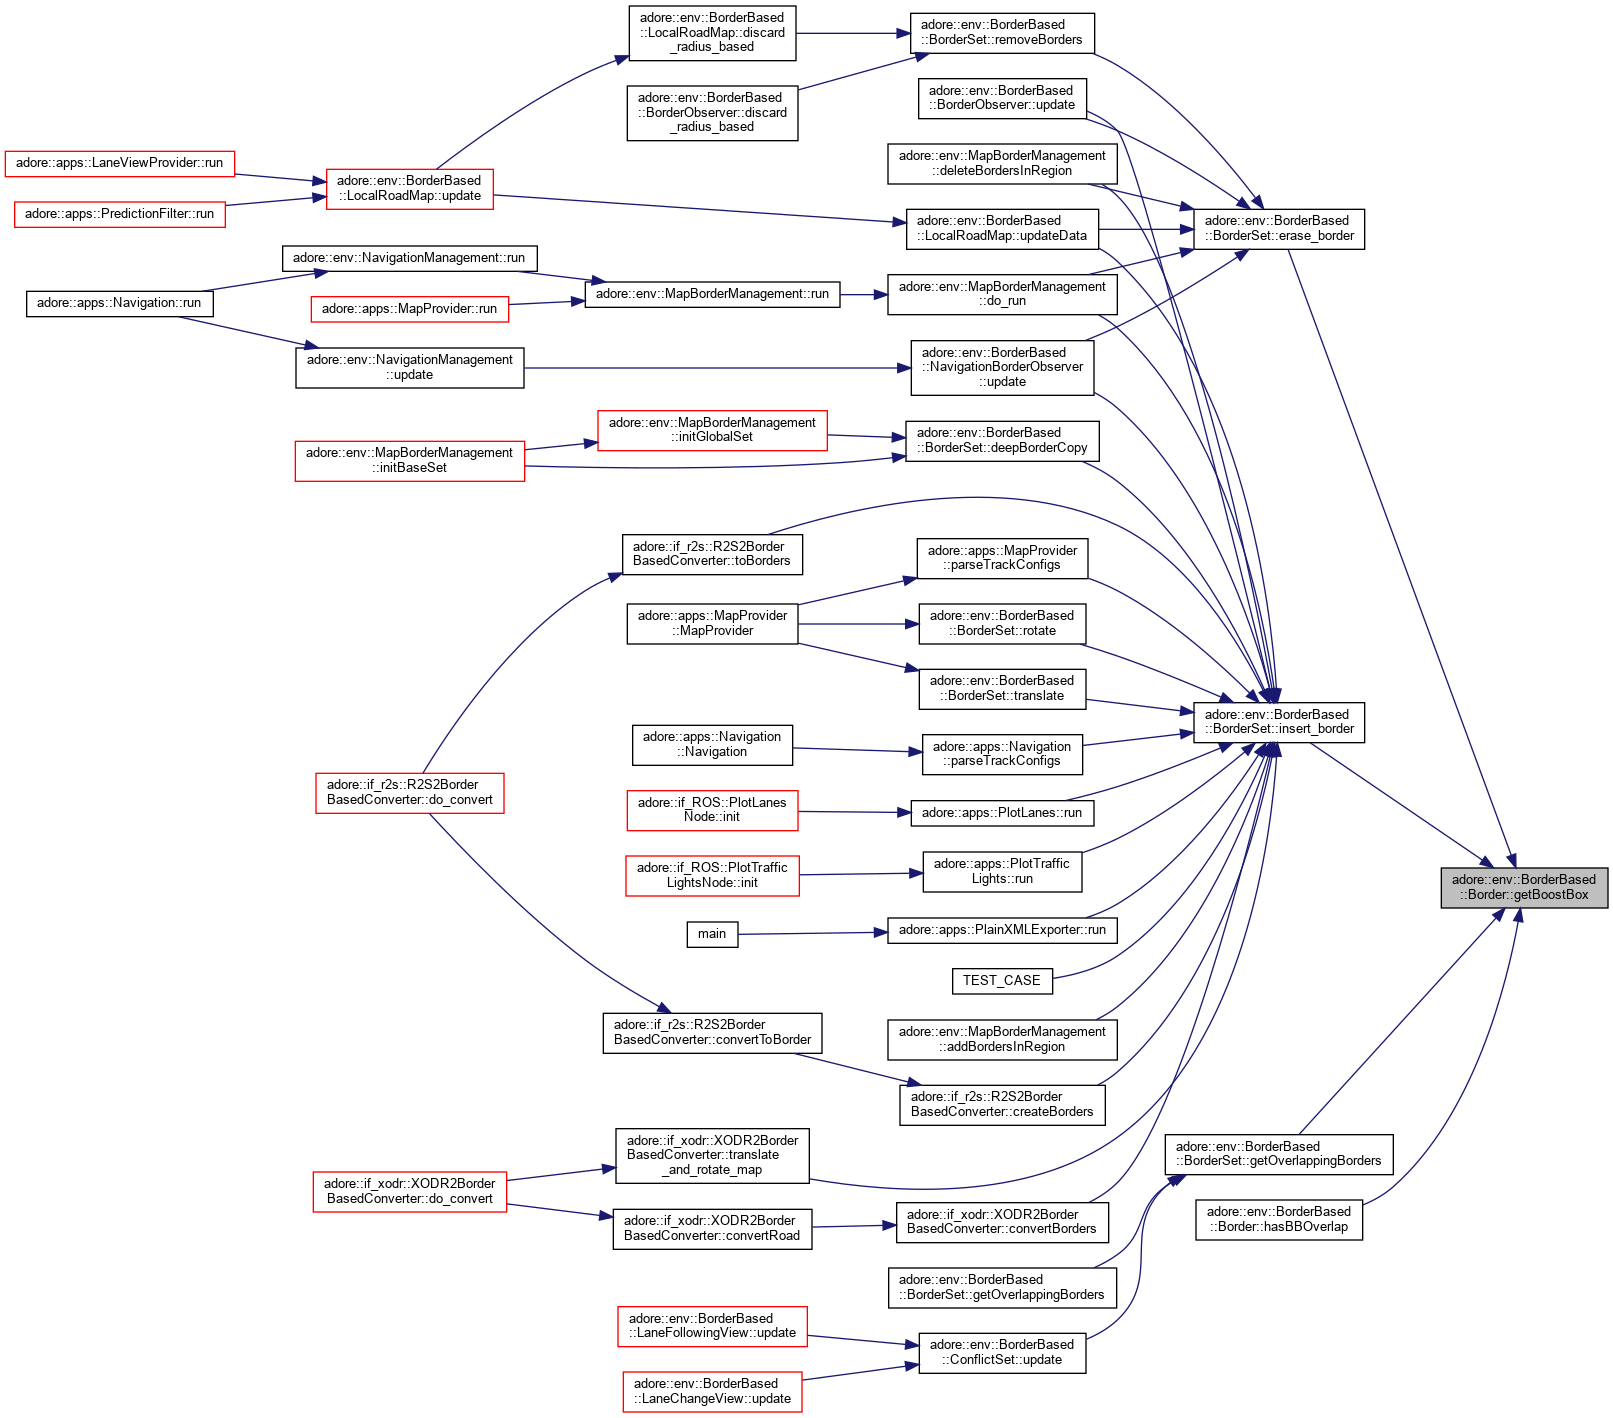 adore::env::BorderBased
::LocalRoadMap::discard
_radius_based
adore::env::BorderBased
::BorderSet::removeBorders
adore::env::BorderBased
::BorderObserver::update
adore::env::BorderBased
::BorderObserver::discard
_radius_based
adore::env::MapBorderManagement
::deleteBordersInRegion
adore::apps::LaneViewProvider::run
adore::env::BorderBased
::LocalRoadMap::update
adore::apps::PredictionFilter::run
adore::env::BorderBased
::LocalRoadMap::updateData
adore::env::BorderBased
::BorderSet::erase_border
adore::env::NavigationManagement::run
adore::env::MapBorderManagement
::do_run
adore::env::MapBorderManagement::run
adore::apps::Navigation::run
adore::apps::MapProvider::run
adore::env::NavigationManagement
::update
adore::env::BorderBased
::NavigationBorderObserver
::update
adore::env::MapBorderManagement
::initGlobalSet
adore::env::BorderBased
::BorderSet::deepBorderCopy
adore::env::MapBorderManagement
::initBaseSet
adore::if_r2s::R2S2Border
BasedConverter::toBorders
adore::apps::MapProvider
::parseTrackConfigs
adore::apps::MapProvider
::MapProvider
adore::env::BorderBased
::BorderSet::rotate
adore::env::BorderBased
::BorderSet::translate
adore::env::BorderBased
::BorderSet::insert_border
adore::apps::Navigation
::Navigation
adore::apps::Navigation
::parseTrackConfigs
adore::if_r2s::R2S2Border
BasedConverter::do_convert
adore::if_ROS::PlotLanes
Node::init
adore::apps::PlotLanes::run
adore::if_ROS::PlotTraffic
LightsNode::init
adore::apps::PlotTraffic
Lights::run
adore::env::BorderBased
::Border::getBoostBox
main
adore::apps::PlainXMLExporter::run
TEST_CASE
adore::if_r2s::R2S2Border
BasedConverter::convertToBorder
adore::env::MapBorderManagement
::addBordersInRegion
adore::if_r2s::R2S2Border
BasedConverter::createBorders
adore::if_xodr::XODR2Border
BasedConverter::translate
_and_rotate_map
adore::env::BorderBased
::BorderSet::getOverlappingBorders
adore::if_xodr::XODR2Border
BasedConverter::do_convert
adore::if_xodr::XODR2Border
BasedConverter::convertRoad
adore::if_xodr::XODR2Border
BasedConverter::convertBorders
adore::env::BorderBased
::Border::hasBBOverlap
adore::env::BorderBased
::BorderSet::getOverlappingBorders
adore::env::BorderBased
::LaneFollowingView::update
adore::env::BorderBased
::ConflictSet::update
adore::env::BorderBased
::LaneChangeView::update